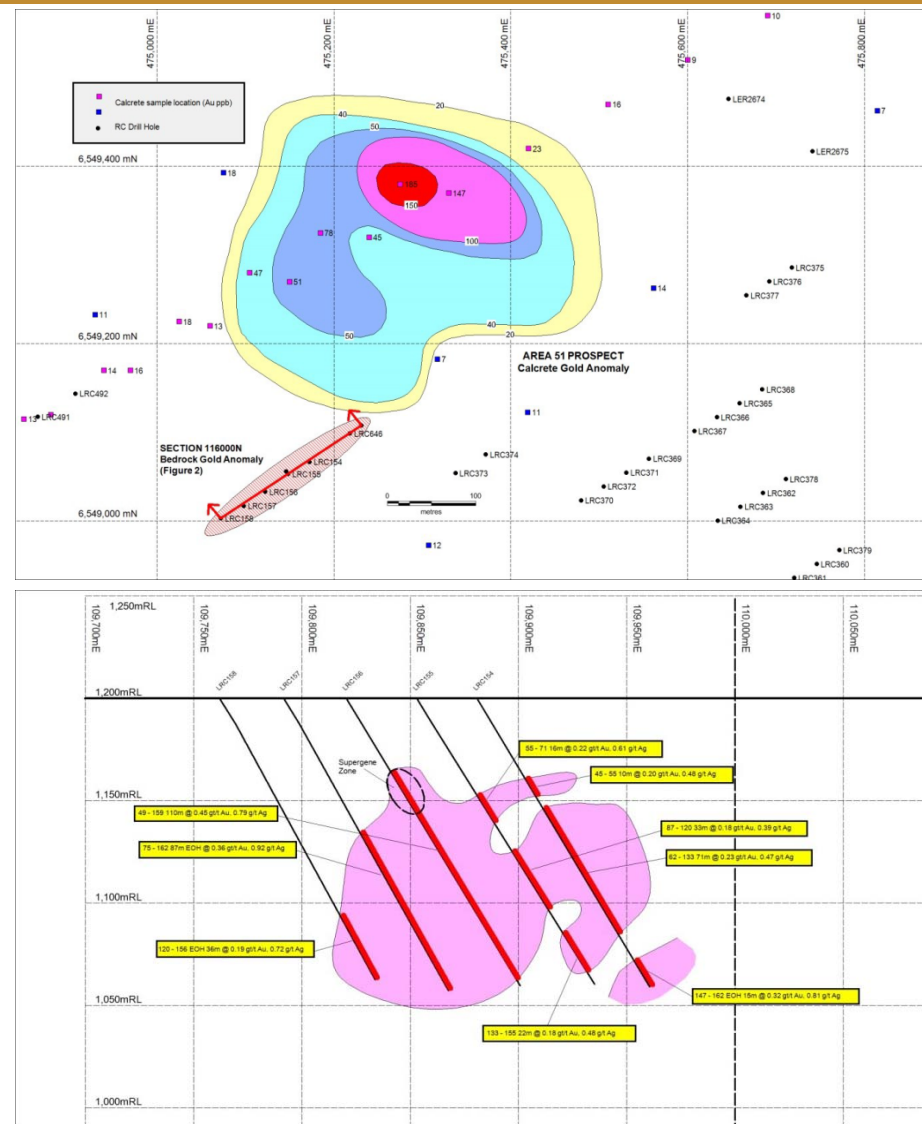 475,000 mE
475,200 mE
475,400 mE
475,600 mE
475,800 mE
Calcrete sample location (Au ppb)
RC Drill Hole
10
9
16
LER2674
7
20
40
50
23
LER2675
6,549,400 mN
18
165
147
150
78
45
100
47
51
LRC375
LRC376
LRC377
14
11
18
13
50
40
20
6,549,200 mN
7
AREA 51 PROSPECT
Calcrete Gold Anomaly
14
16
LRC492
13
LRC491
11
LRC368
LRC365
LRC366
LRC367
SECTION 116000N
Bedrock Gold Anomaly
(Figure 2)
LRC646
LRC154
LRC155
LRC156
LRC157
LRC158
LRC374
LRC373
LRC369
LRC371
LRC372
LRC370
LRC378
LRC362
LRC363
LRC364
0
100
metres
6,549,000 mN
12
LRC379
LRC360
LRC361
109,700mE
109,750mE
109,800mE
109,850mE
109,900mE
109,950mE
110,000mE
110,050mE
1,250mRL
1,200mRL
LRC158
LRC157
LRC156
LRC155
LRC154
Supergene
Zone
55 - 71 16m @ 0.22 g/t Au, 0.61 g/t Ag
45 - 55 10m @ 0.20 g/t Au, 0.48 g/t Ag
1,150mRL
49 - 159 110m @ 0.45 g/t Au, 0.79 g/t Ag
87 - 120 33m @ 0.18 g/t Au, 0.39 g/t Ag
75 - 162 87m EOH @ 0.36 g/t Au, 0.92 g/t Ag
62 - 133 71m @ 0.23 g/t Au, 0.47 g/t Ag
1,100mRL
120 - 156 EOH 36m @ 0.19 g/t Au, 0.72 g/t Ag
1,050mRL
147 - 162 EOH 15m @ 0.32 g/t Au, 0.81 g/t Ag
133 - 155 22m @ 0.18 g/t Au, 0.48 g/t Ag
1,000mRL